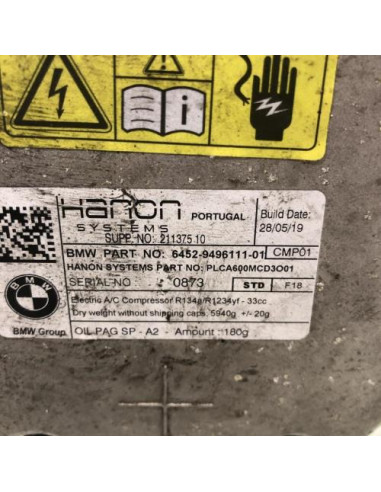 Hanon
SYSTEMS
PORTUGAL
Build Date:
28/05/19
SUPP. NO: 211375 10
BMW PART NO: 6452-9496111-01 CMP01
HANON SYSTEMS PART NO: PLCA600MCD3O01
SERIAL NO 0873 STD F18
Electric A/C Compressor R134a/R1234yf - 33cc
Dry weight without shipping caps, 5940g +/- 20g
BMW Group OIL PAG SP - A2 - Amount :180g